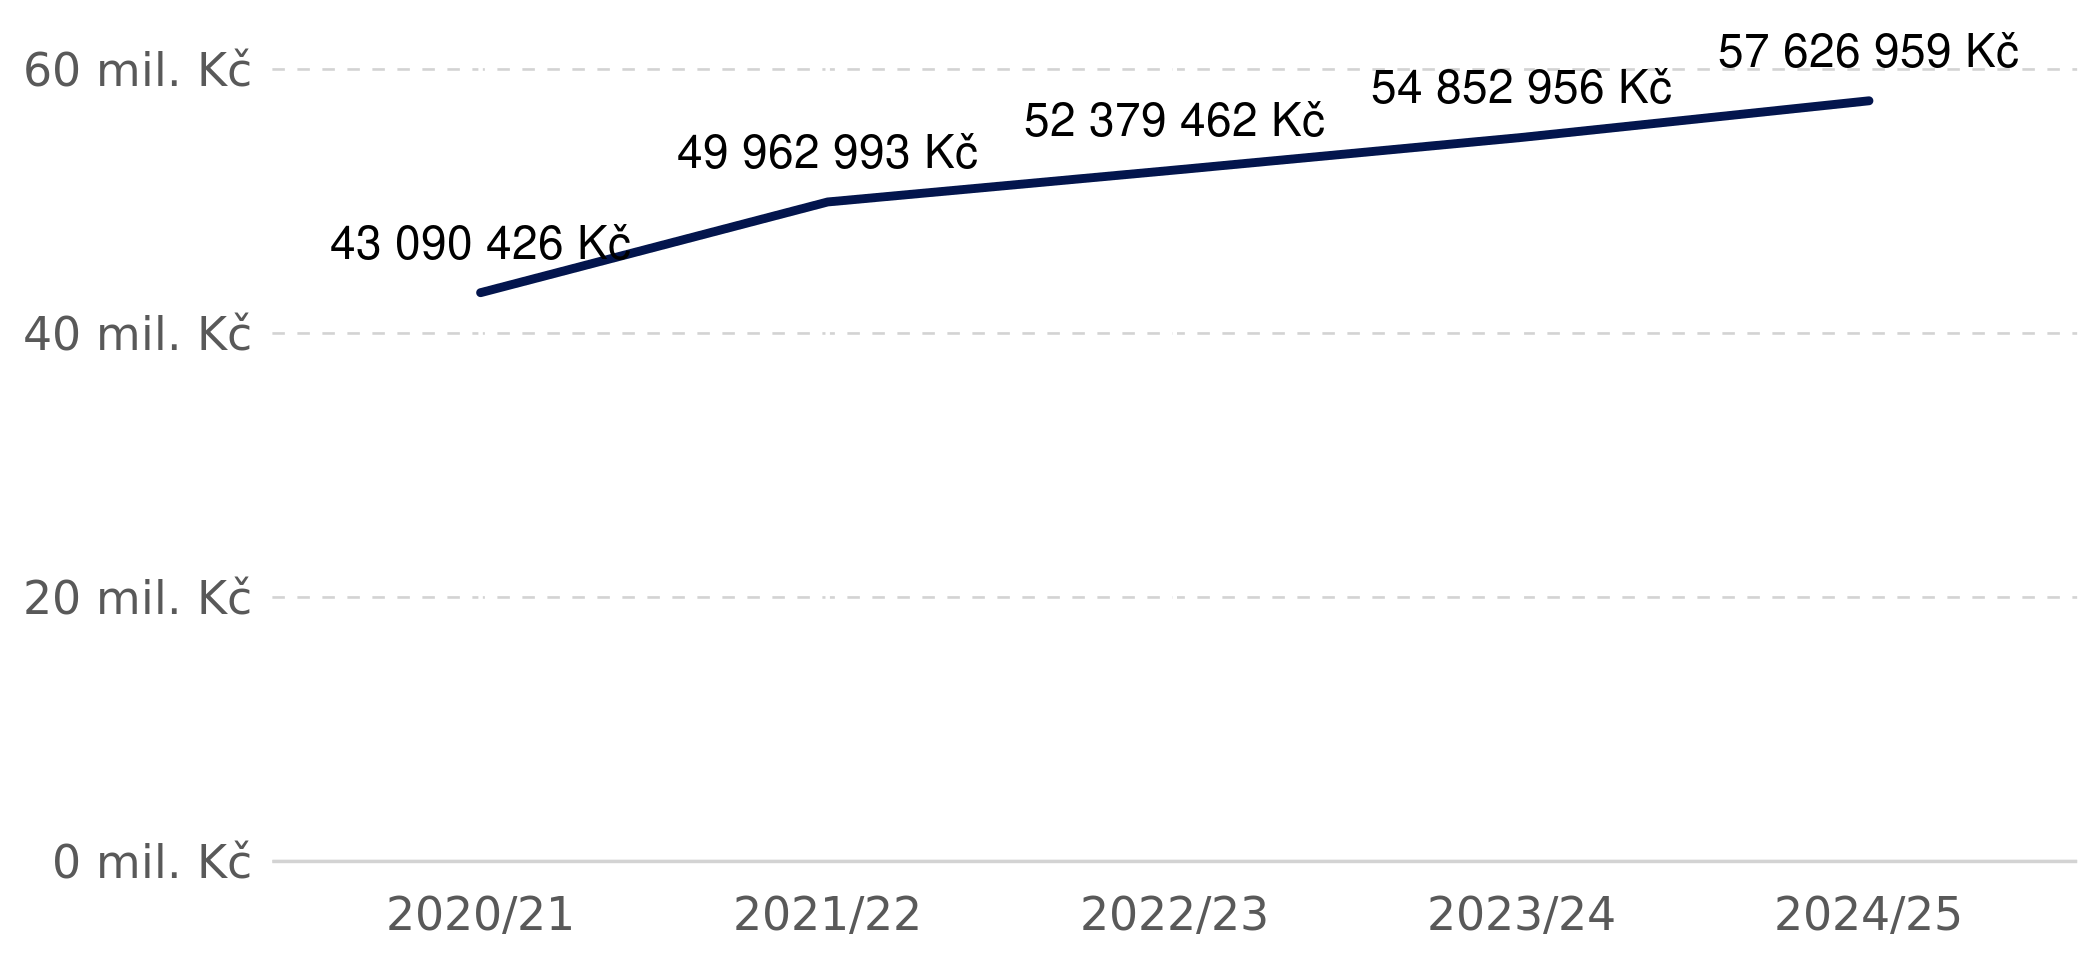 60 mil. Kč
40 mil. Kč
20 mil. Kč
0 mil. Kč
43 090 426 Kč
49 962 993 Kč
52 379 462 Kč
54 852 956 Kč
57 626 959 Kč
2020/21
2021/22
2022/23
2023/24
2024/25